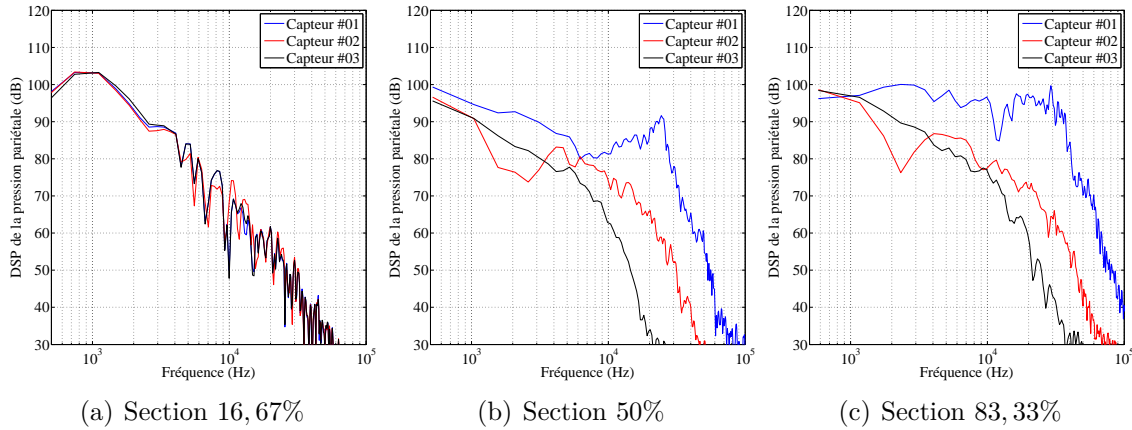 120
110
100
90
80
70
60
50
40
30
DSP de la pression pariétale (dB)
10³
10⁴
10⁵
Fréquence (Hz)
Capteur #01
Capteur #02
Capteur #03
(a) Section 16, 67%
120
110
100
90
80
70
60
50
40
30
DSP de la pression pariétale (dB)
10³
10⁴
10⁵
Fréquence (Hz)
Capteur #01
Capteur #02
Capteur #03
(b) Section 50%
120
110
100
90
80
70
60
50
40
30
DSP de la pression pariétale (dB)
10³
10⁴
10⁵
Fréquence (Hz)
Capteur #01
Capteur #02
Capteur #03
(c) Section 83, 33%